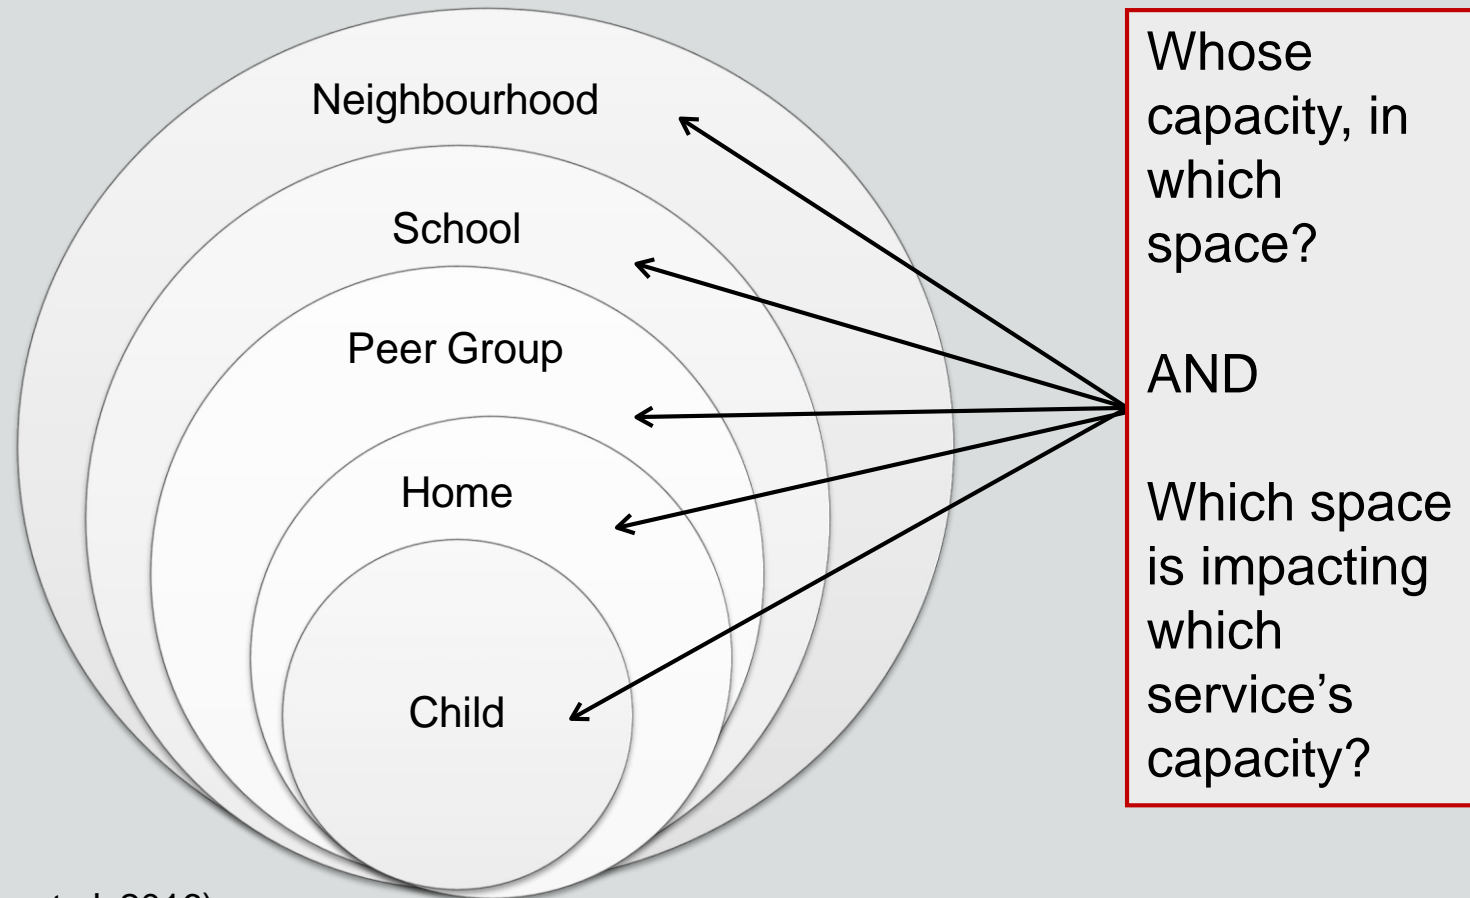 Neighbourhood
School
Peer Group
Home
Child
Whose
capacity, in
which
space?
AND
Which space
is impacting
which
service’s
capacity?